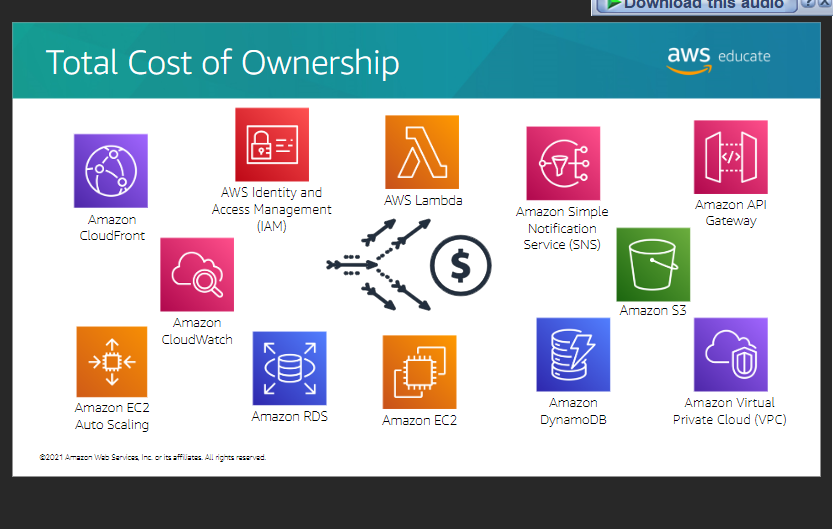 Download this audio
Total Cost of Ownership
aws educate
Amazon
CloudFront
AWS Identity and
Access Management
(IAM)
AWS Lambda
Amazon Simple
Notification
Service (SNS)
Amazon API
Gateway
$
Amazon
CloudWatch
Amazon S3
Amazon EC2
Auto Scaling
Amazon RDS
Amazon EC2
Amazon
DynamoDB
Amazon Virtual
Private Cloud (VPC)
©2021 Amazon Web Services, Inc. or its affiliates. All rights reserved.